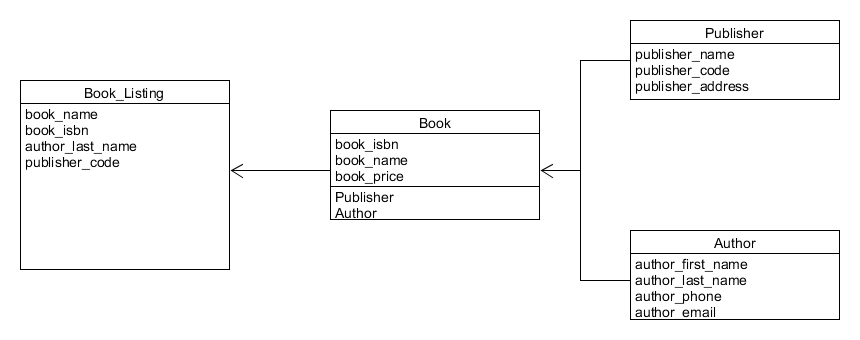 Publisher
publisher_name
publisher_code
publisher_address
Book_Listing
book_name
book_isbn
author_last_name
publisher_code
Book
book_isbn
book_name
book_price
Publisher
Author
Author
author_first_name
author_last_name
author_phone
author_email